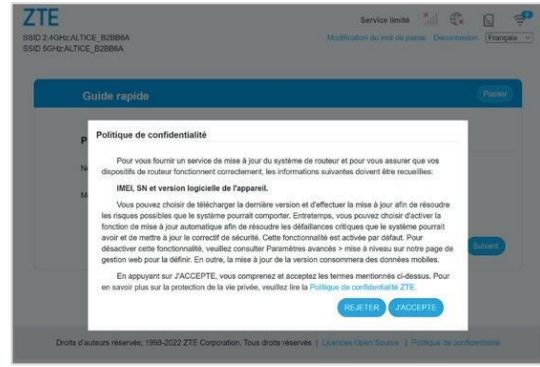 ZTE
SSID 2.4GHz:ALTICE_B2BB6A
SSID 5GHz:ALTICE_B2BB6A
Service limité
Modification du mot de passe Déconnexion Français
Guide rapide
Passer
Politique de confidentialité
Pour vous fournir un service de mise à jour du système de routeur et pour vous assurer que vos
dispositifs de routeur fonctionnent correctement, les informations suivantes doivent être recueillies:
IMEI, SN et version logicielle de l'appareil.
Vous pouvez choisir de télécharger la dernière version et d'effectuer la mise à jour afin de résoudre
les risques possibles que le système pourrait comporter. Entretemps, vous pouvez choisir d'activer la
fonction de mise à jour automatique afin de résoudre les défaillances critiques que le système pourrait
avoir et de mettre à jour le correctif de sécurité. Cette fonctionnalité est activée par défaut. Pour
désactiver cette fonctionnalité, veuillez consulter Paramètres avancés > mise à niveau sur notre page de
gestion web pour la définir. En outre, la mise à jour de la version consommera des données mobiles.
En appuyant sur J'ACCEPTE, vous comprenez et acceptez les termes mentionnés ci-dessus. Pour
en savoir plus sur la protection de la vie privée, veuillez lire la Politique de confidentialité ZTE.
REJETER J'ACCEPTE
Suivant
Droits d'auteurs réservés; 1998-2022 ZTE Corporation. Tous droits réservés | Licences Open Source | Politique de confidentialité